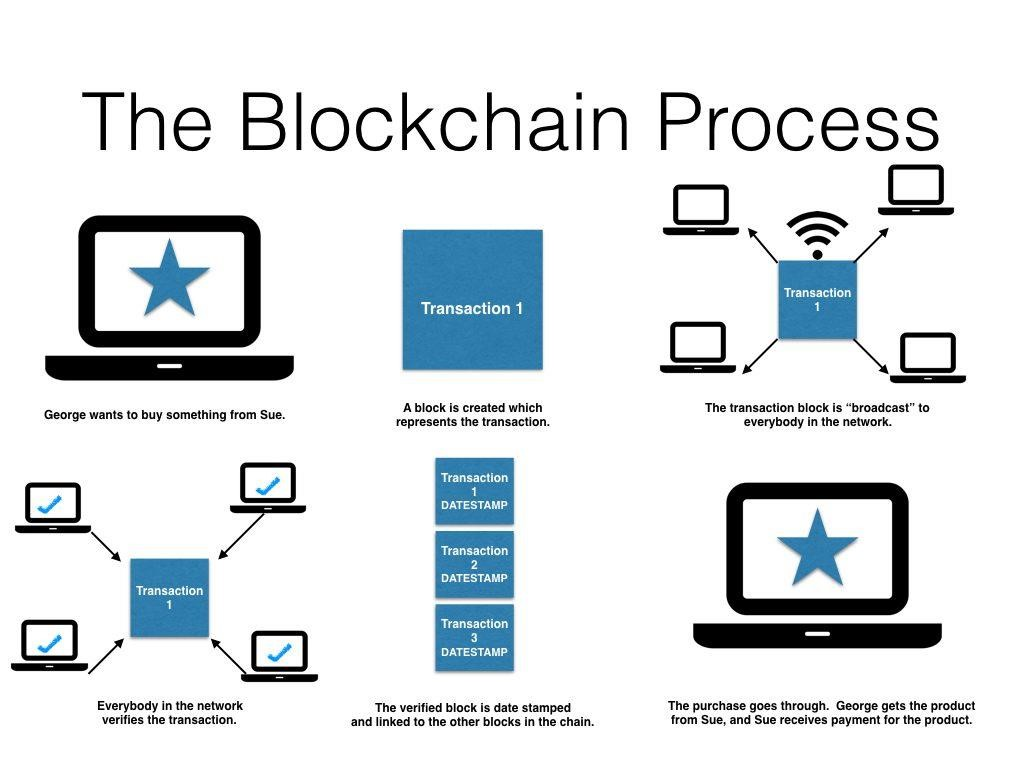 The Blockchain Process
Transaction 1
Transaction
1
George wants to buy something from Sue.
A block is created which
represents the transaction.
The transaction block is “broadcast” to
everybody in the network.
Transaction
1
Transaction
1
DATESTAMP
Transaction
2
DATESTAMP
Transaction
3
DATESTAMP
Everybody in the network
verifies the transaction.
The verified block is date stamped
and linked to the other blocks in the chain.
The purchase goes through.  George gets the product
from Sue, and Sue receives payment for the product.